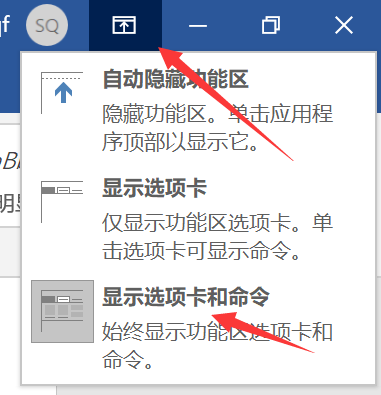 qf SQ
自动隐藏功能区
隐藏功能区。单击应用程
序顶部以显示它。
显示选项卡
仅显示功能区选项卡。单
击选项卡可显示命令。
显示选项卡和命令
始终显示功能区选项卡和
命令。